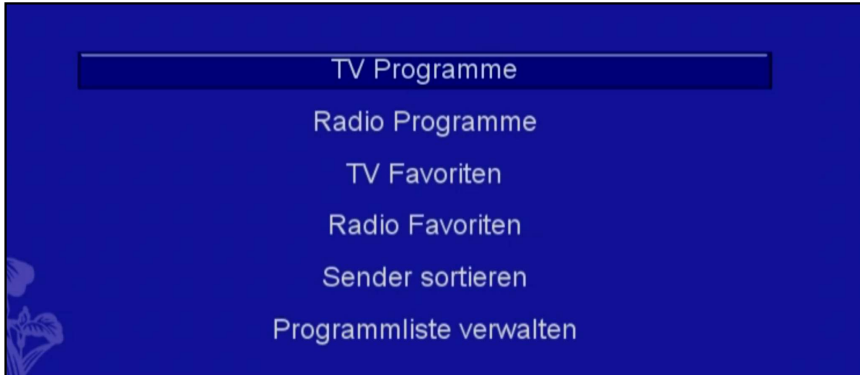 TV Programme
Radio Programme
TV Favoriten
Radio Favoriten
Sender sortieren
Programmliste verwalten